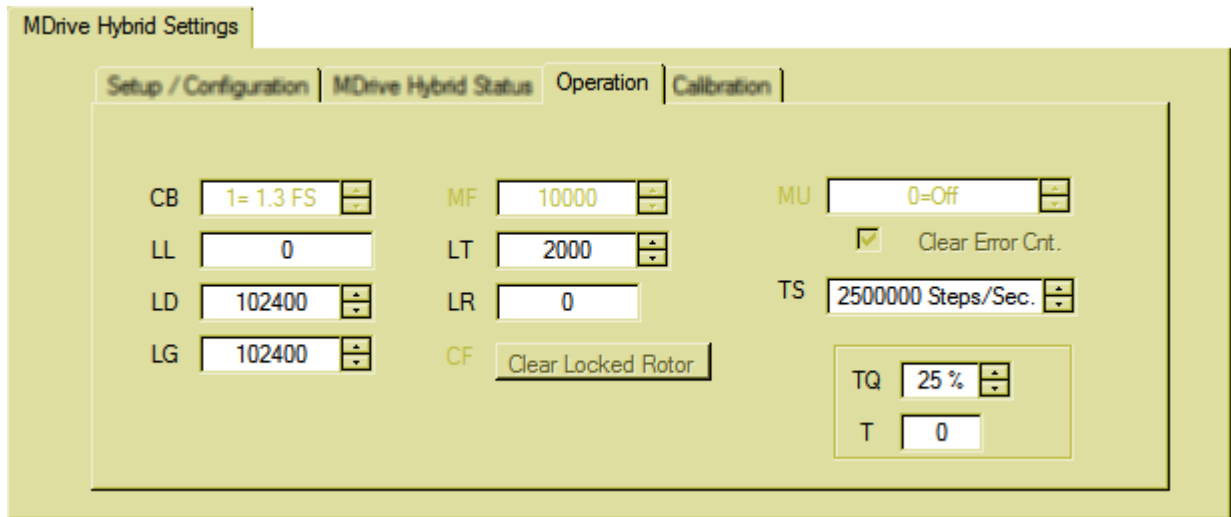 MDrive Hybrid Settings
Setup / Configuration MDrive Hybrid Status Operation Calibration
CB 1= 1.3 FS MF 10000 MU 0=Off
LL 0 LT 2000 Clear Error Cnt.
LD 102400 LR 0 TS 2500000 Steps/Sec.
LG 102400 CF Clear Locked Rotor
TQ 25 %
T 0